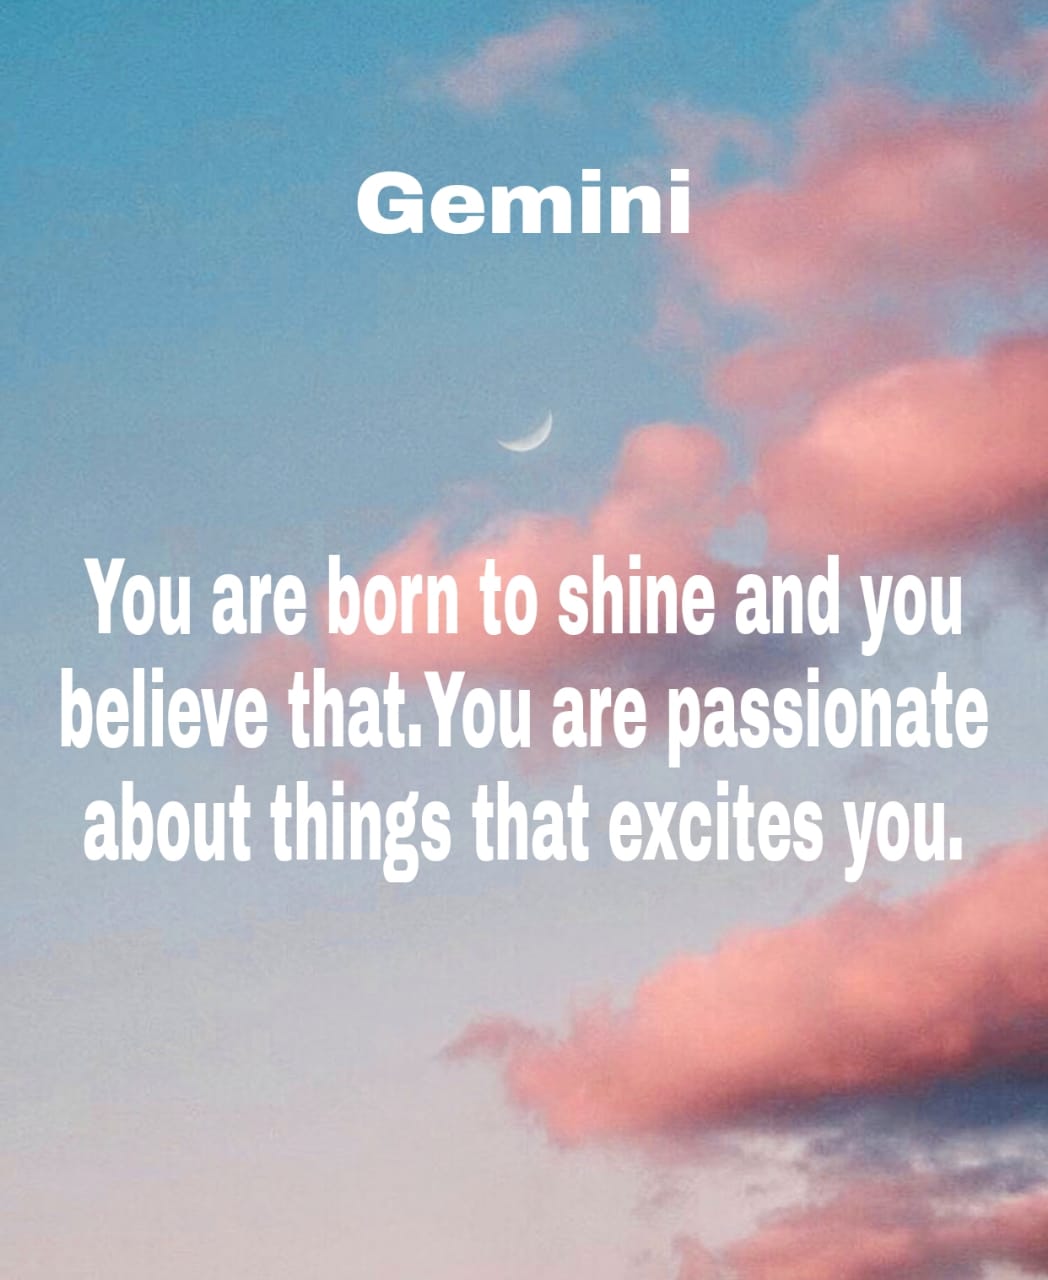 Gemini
You are born to shine and you
believe that.You are passionate
about things that excites you.